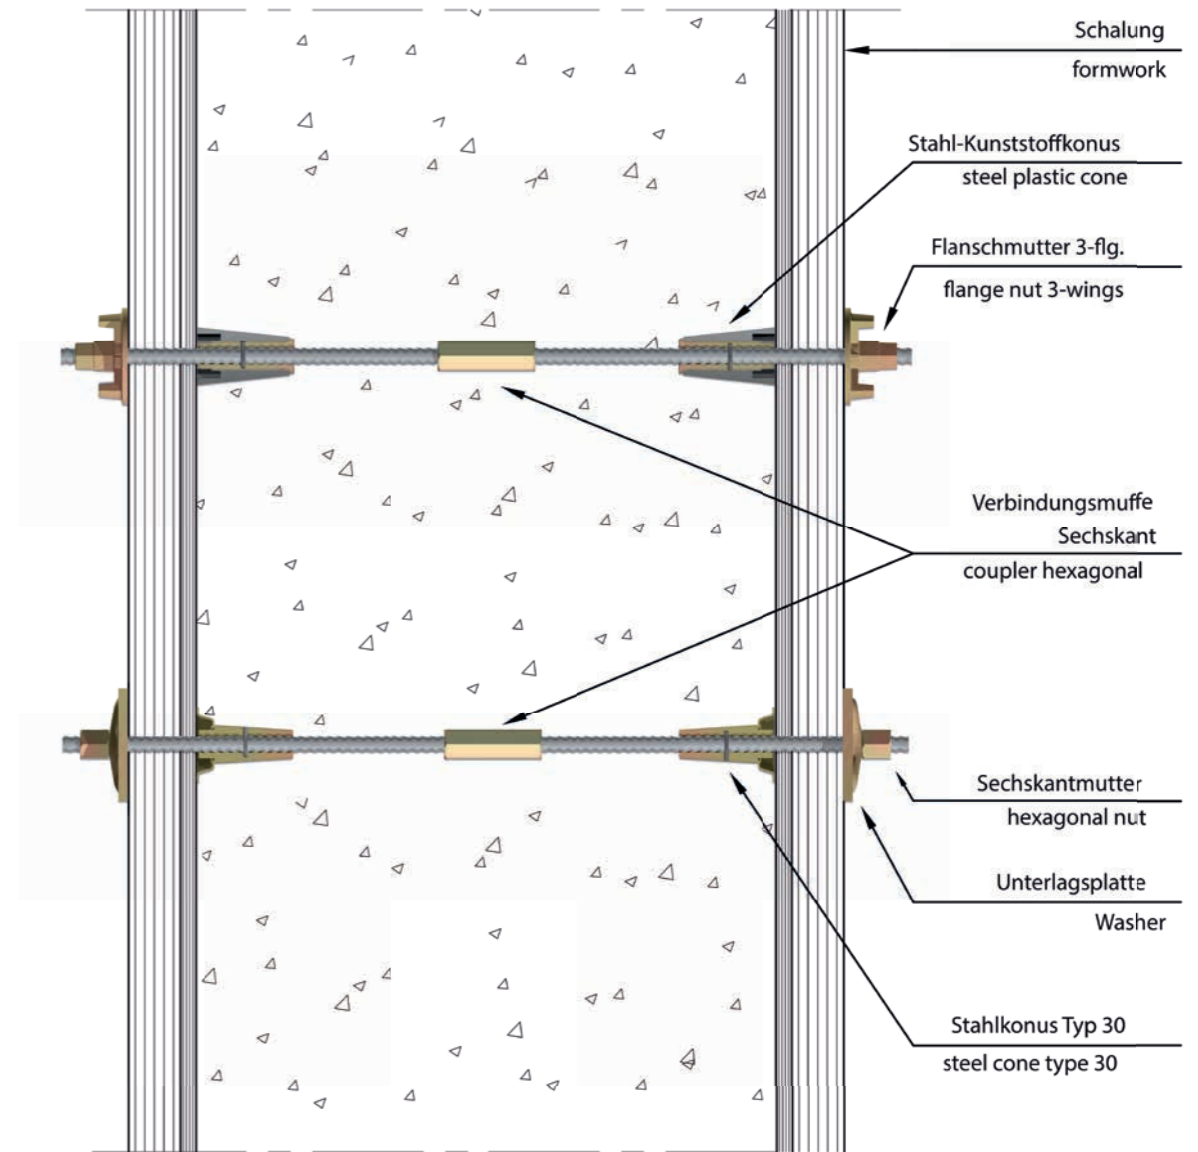 Schalung
formwork
Stahl-Kunststoffkonus
steel plastic cone
Flanschmutter 3-flg.
flange nut 3-wings
Verbindungsmuffe
Sechskant
coupler hexagonal
Sechskantmutter
hexagonal nut
Unterlagsplatte
Washer
Stahlkonus Typ 30
steel cone type 30